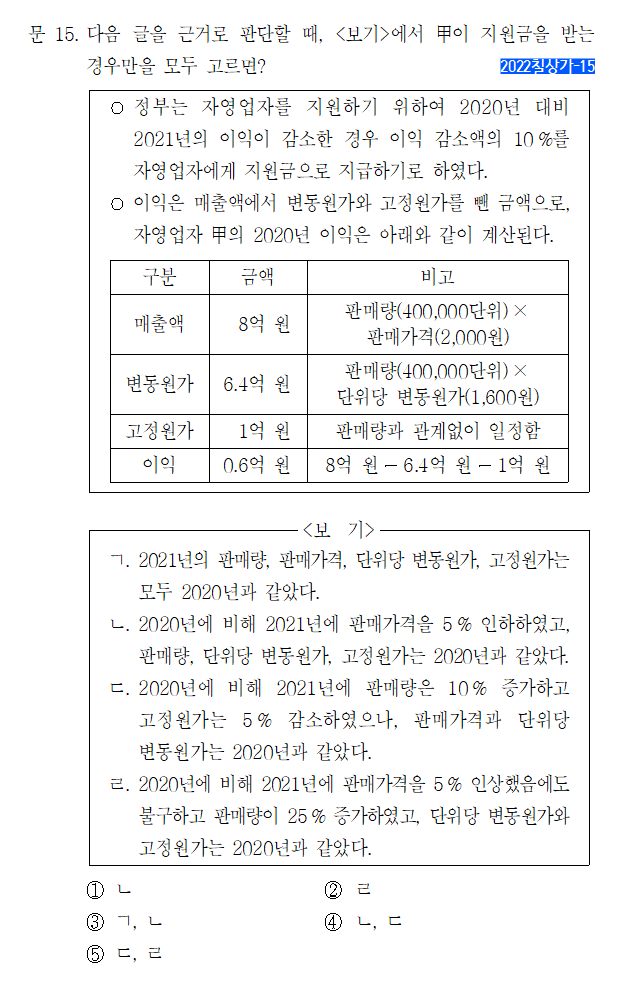 문 15. 다음 글을 근거로 판단할 때, <보기>에서 甲이 지원금을 받는
경우만을 모두 고르면?
2022칠상가-15
○ 정부는 자영업자를 지원하기 위하여 2020년 대비
2021년의 이익이 감소한 경우 이익 감소액의 10 %를
자영업자에게 지원금으로 지급하기로 하였다.
○ 이익은 매출액에서 변동원가와 고정원가를 뺀 금액으로,
자영업자 甲의 2020년 이익은 아래와 같이 계산된다.
구분 금액 비고
매출액 8억 원 판매량(400,000단위) ×
판매가격(2,000원)
변동원가 6.4억 원 판매량(400,000단위) ×
단위당 변동원가(1,600원)
고정원가 1억 원 판매량과 관계없이 일정함
이익 0.6억 원 8억 원 − 6.4억 원 − 1억 원
<보 기>
ㄱ. 2021년의 판매량, 판매가격, 단위당 변동원가, 고정원가는
모두 2020년과 같았다.
ㄴ. 2020년에 비해 2021년에 판매가격을 5 % 인하하였고,
판매량, 단위당 변동원가, 고정원가는 2020년과 같았다.
ㄷ. 2020년에 비해 2021년에 판매량은 10 % 증가하고
고정원가는 5 % 감소하였으나, 판매가격과 단위당
변동원가는 2020년과 같았다.
ㄹ. 2020년에 비해 2021년에 판매가격을 5 % 인상했음에도
불구하고 판매량이 25 % 증가하였고, 단위당 변동원가와
고정원가는 2020년과 같았다.
① ㄴ ② ㄹ
③ ㄱ, ㄴ ④ ㄴ, ㄷ
⑤ ㄷ, ㄹ